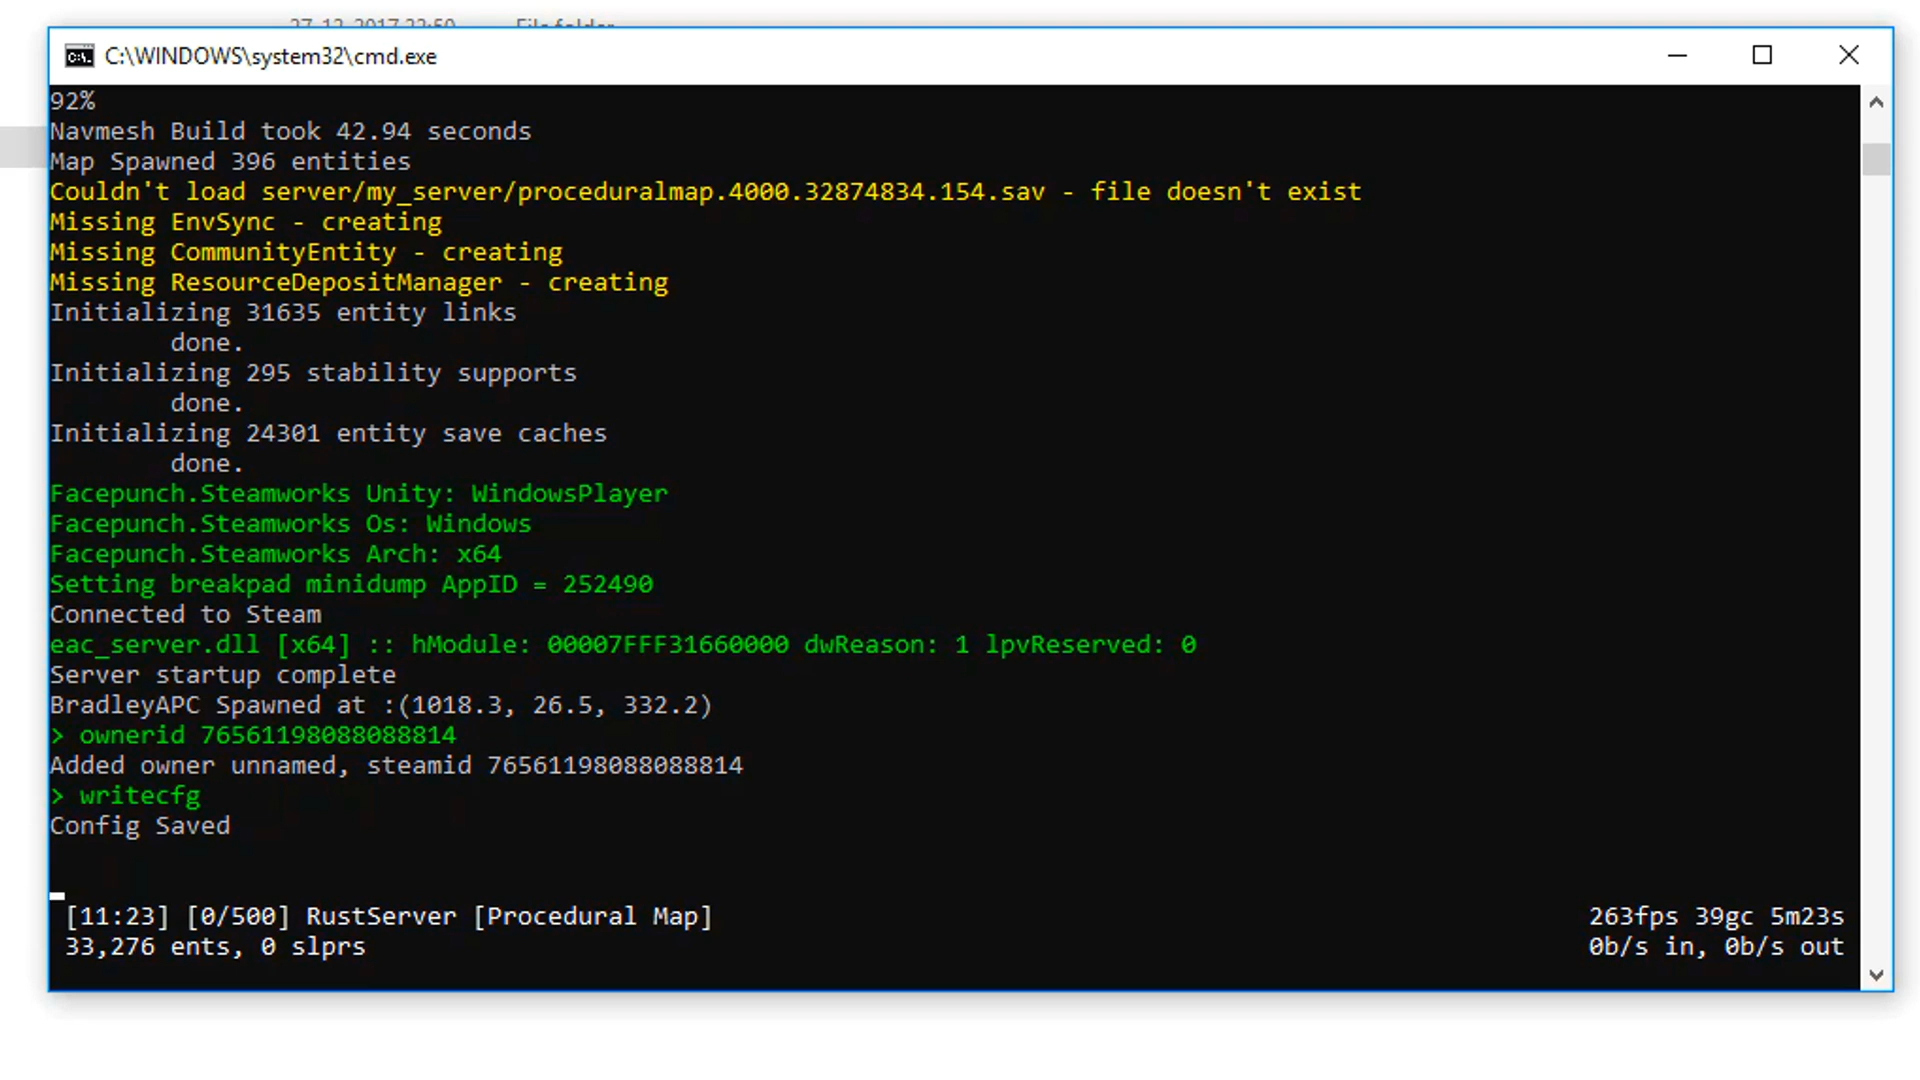 27-12-2017 22:50 File folder
C:\WINDOWS\system32\cmd.exe
92%
Navmesh Build took 42.94 seconds
Map Spawned 396 entities
Couldn't load server/my_server/proceduralmap.4000.32874834.154.sav - file doesn't exist
Missing EnvSync - creating
Missing CommunityEntity - creating
Missing ResourceDepositManager - creating
Initializing 31635 entity links
done.
Initializing 295 stability supports
done.
Initializing 24301 entity save caches
done.
Facepunch.Steamworks Unity: WindowsPlayer
Facepunch.Steamworks Os: Windows
Facepunch.Steamworks Arch: x64
Setting breakpad minidump AppID = 252490
Connected to Steam
eac_server.dll [x64] :: hModule: 00007FFF31660000 dwReason: 1 lpvReserved: 0
Server startup complete
BradleyAPC Spawned at :(1018.3, 26.5, 332.2)
> ownerid 76561198088088814
Added owner unnamed, steamid 76561198088088814
> writecfg
Config Saved
[11:23] [0/500] RustServer [Procedural Map] 263fps 39gc 5m23s
33,276 ents, 0 slprs 0b/s in, 0b/s out